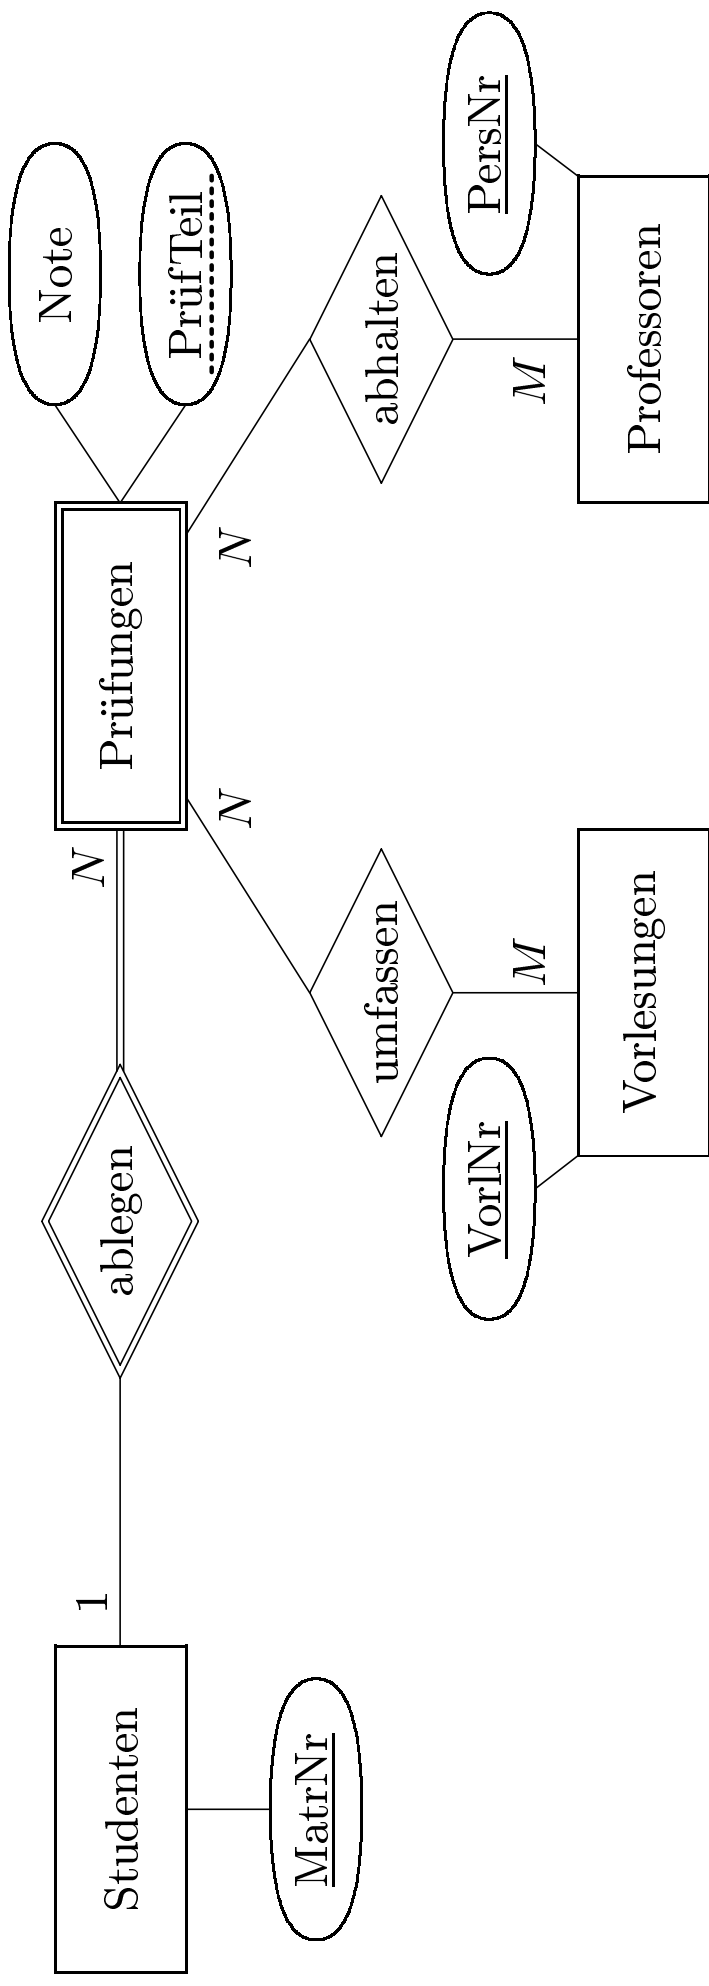 Studenten
1
ablegen
N
Prüfungen
Note
PrüfTeil
MatrNr
N
N
umfassen
abhalten
VorlNr
M
M
PersNr
Vorlesungen
Professoren